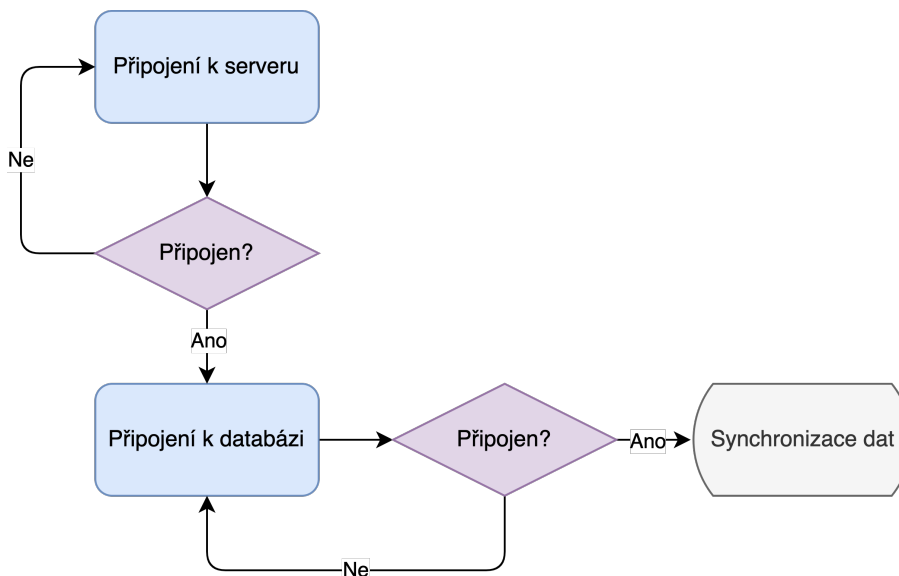 Připojení k serveru
Ne
Připojen?
Ano
Připojení k databázi
Připojen?
Ano
Synchronizace dat
Ne